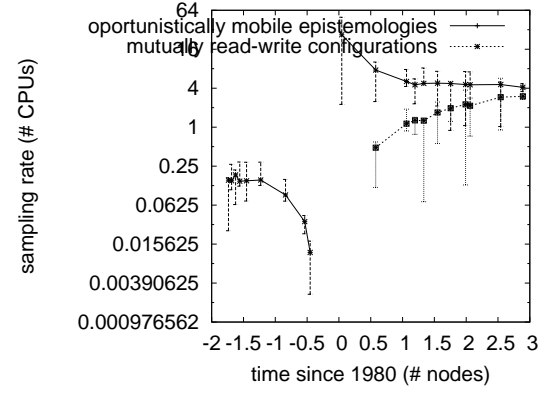 64
oportunistically mobile epistemologies
16
mutually read-write configurations
4
1
0.25
0.0625
0.015625
0.00390625
0.000976562
sampling rate (# CPUs)
-2 -1.5 -1 -0.5 0 0.5 1 1.5 2 2.5 3
time since 1980 (# nodes)